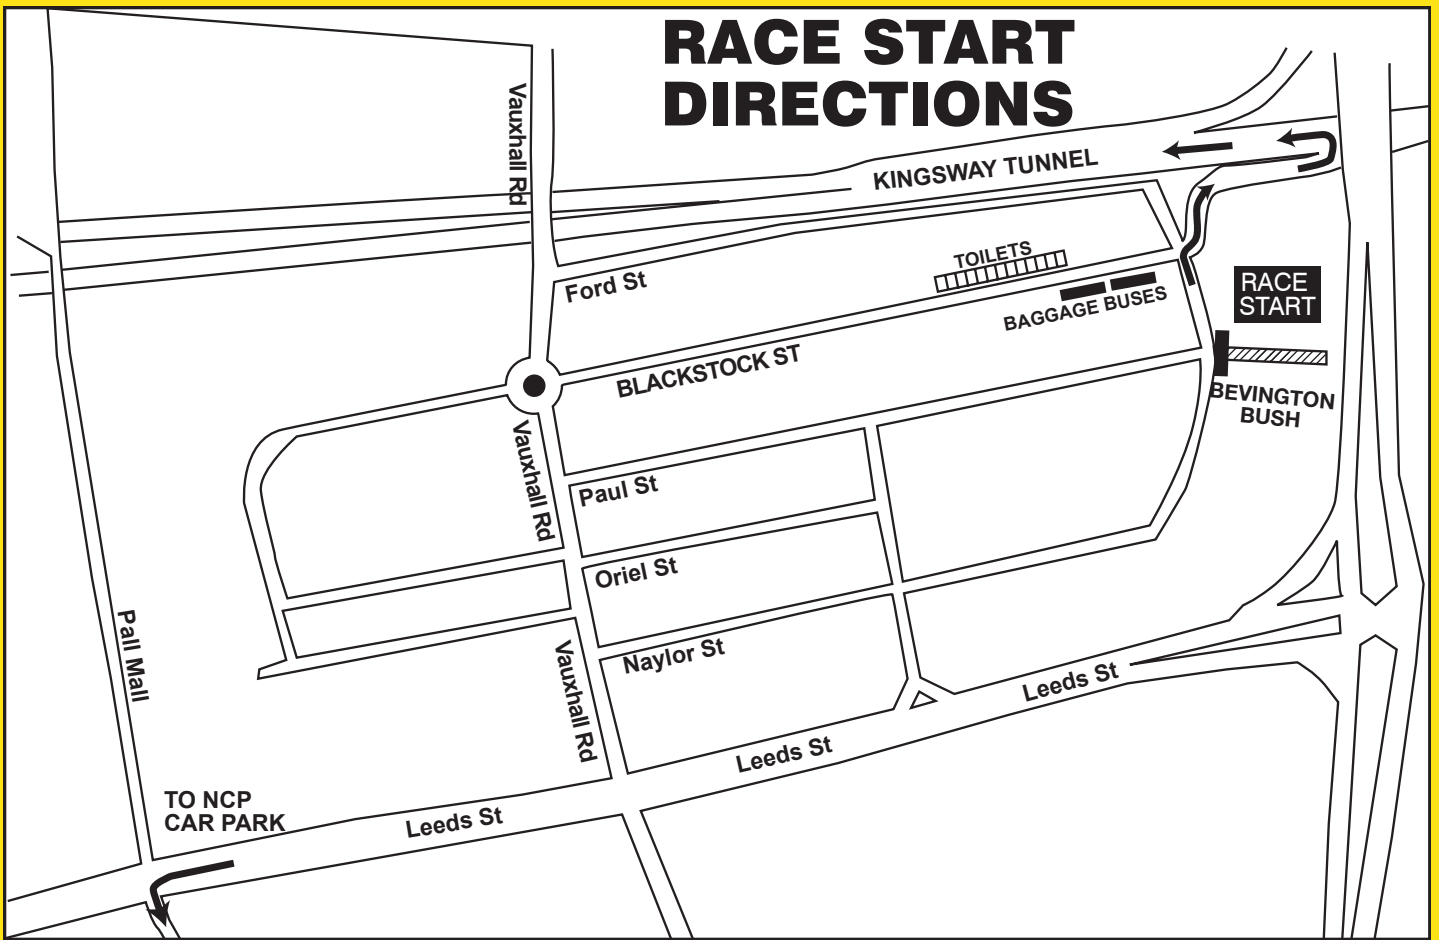 RACE START
DIRECTIONS
Vauxhall Rd
KINGSWAY TUNNEL
TOILETS
Ford St
RACE
START
BAGGAGE BUSES
BLACKSTOCK ST
BEVINGTON
BUSH
Vauxhall Rd
Paul St
Oriel St
Pall Mall
Naylor St
Vauxhall Rd
Leeds St
Leeds St
TO NCP
CAR PARK
Leeds St